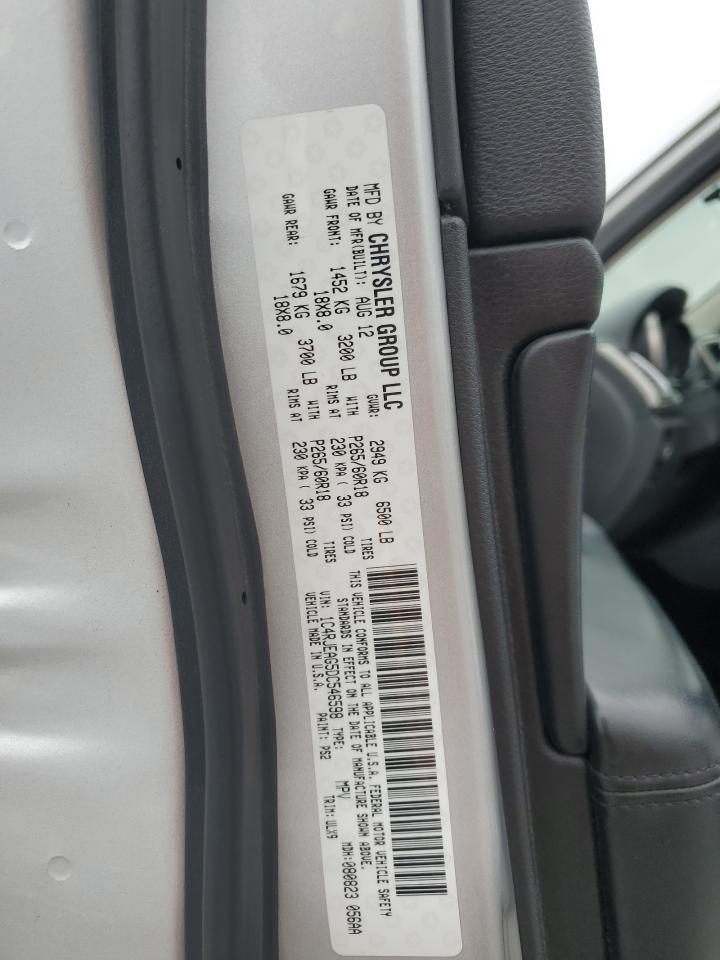 MFD BY CHRYSLER GROUP LLC
DATE OF MFR(BUILT): AUG 12 GVWR: 2949 KG 6500 LB
GAWR FRONT: 1452 KG 3200 LB WITH P265/60R18 TIRES
18X8.0 RIMS AT 230 KPA ( 33 PSI) COLD
GAWR REAR: 1679 KG 3700 LB WITH P265/60R18 TIRES
18X8.0 RIMS AT 230 KPA ( 33 PSI) COLD
THIS VEHICLE CONFORMS TO ALL APPLICABLE U.S.A. FEDERAL MOTOR VEHICLE SAFETY
STANDARDS IN EFFECT ON THE DATE OF MANUFACTURE SHOWN ABOVE.
VIN: 1C4RJEAG5DC546598 TYPE: MPV MDH:080823 056AA
VEHICLE MADE IN U.S.A. PAINT: PS2 TRIM: ULX9